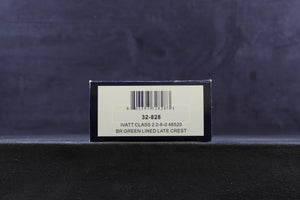 32-828
IVATT CLASS 2 2-6-0 46520
BR GREEN LINED LATE CREST